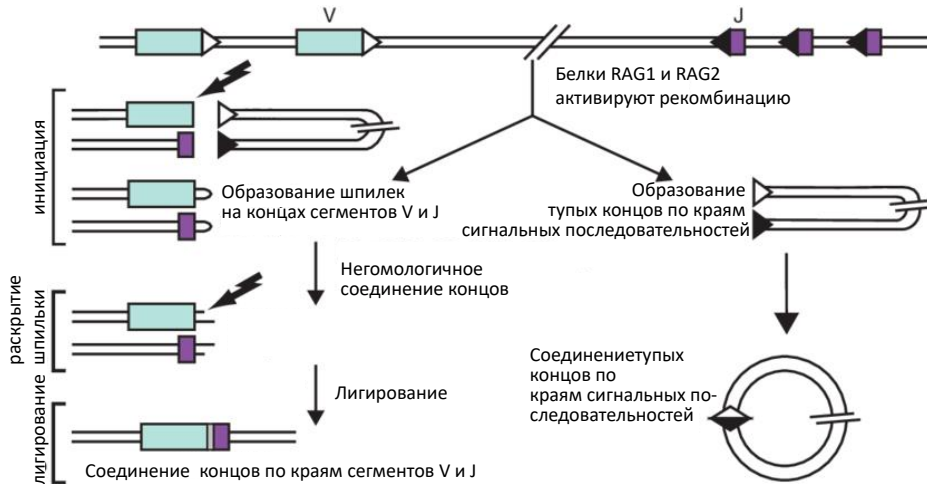 V
J
Белки RAG1 и RAG2
активируют рекомбинацию
инициация
Образование шпилек
на концах сегментов V и J
Образование
тупых концов по краям
сигнальных последовательностей
Негомологичное
соединение концов
раскрытие
шпильки
Соединениетупых
концов по
краям сигнальных по-
следовательностей
Лигирование
лигирование
Соединение концов по краям сегментов V и J